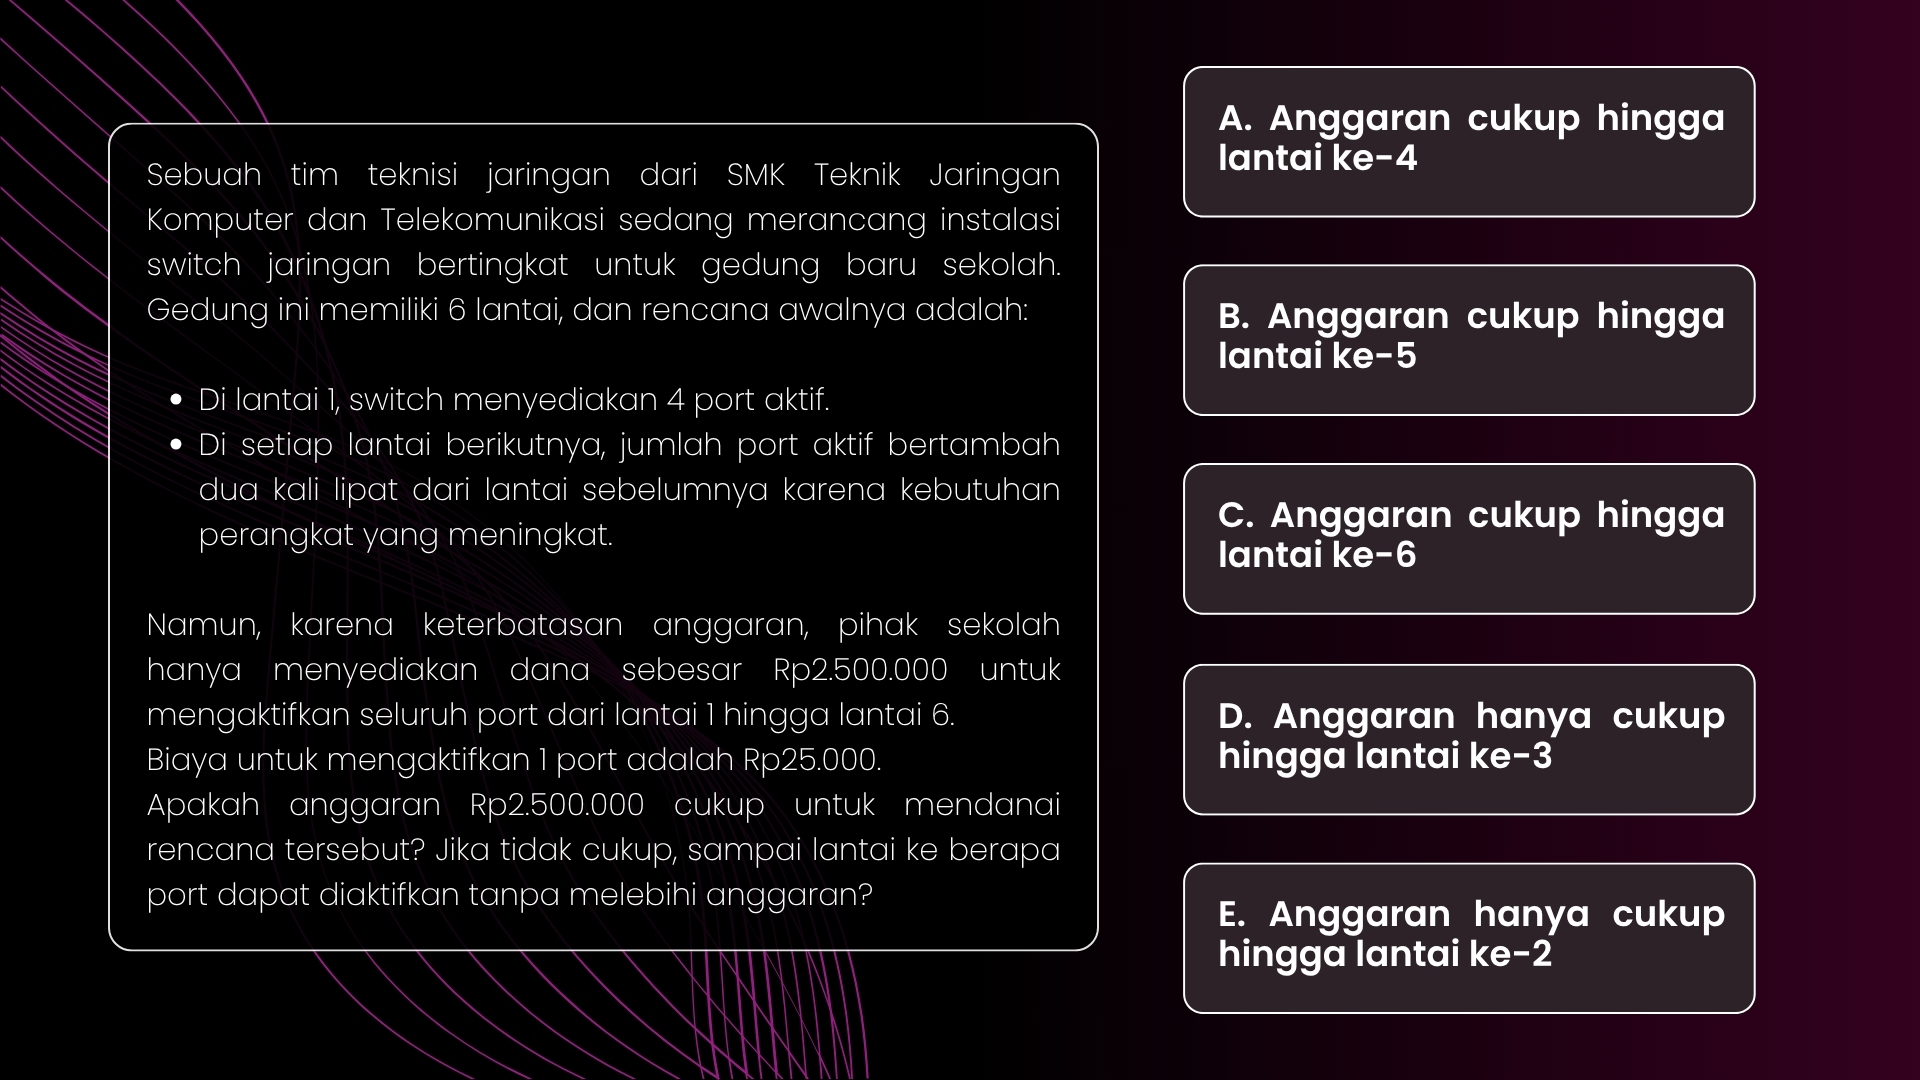 Sebuah tim teknisi jaringan dari SMK Teknik Jaringan
Komputer dan Telekomunikasi sedang merancang instalasi
switch jaringan bertingkat untuk gedung baru sekolah.
Gedung ini memiliki 6 lantai, dan rencana awalnya adalah:
• Di lantai 1, switch menyediakan 4 port aktif.
• Di setiap lantai berikutnya, jumlah port aktif bertambah
dua kali lipat dari lantai sebelumnya karena kebutuhan
perangkat yang meningkat.
Namun, karena keterbatasan anggaran, pihak sekolah
hanya menyediakan dana sebesar Rp2.500.000 untuk
mengaktifkan seluruh port dari lantai 1 hingga lantai 6.
Biaya untuk mengaktifkan 1 port adalah Rp25.000.
Apakah anggaran Rp2.500.000 cukup untuk mendanai
rencana tersebut? Jika tidak cukup, sampai lantai ke berapa
port dapat diaktifkan tanpa melebihi anggaran?
A. Anggaran cukup hingga
lantai ke-4
B. Anggaran cukup hingga
lantai ke-5
C. Anggaran cukup hingga
lantai ke-6
D. Anggaran hanya cukup
hingga lantai ke-3
E. Anggaran hanya cukup
hingga lantai ke-2